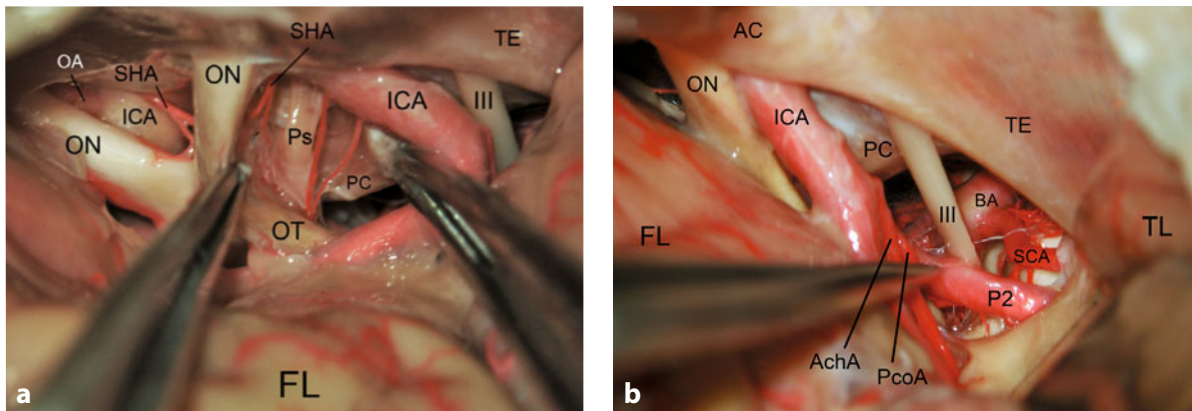 SHA
TE
OA
SHA
ON
ICA
ICA
III
ON
Ps
PC
OT
FL
a
AC
ON
ICA
TE
PC
III
BA
FL
TL
SCA
P2
AchA
PcoA
b